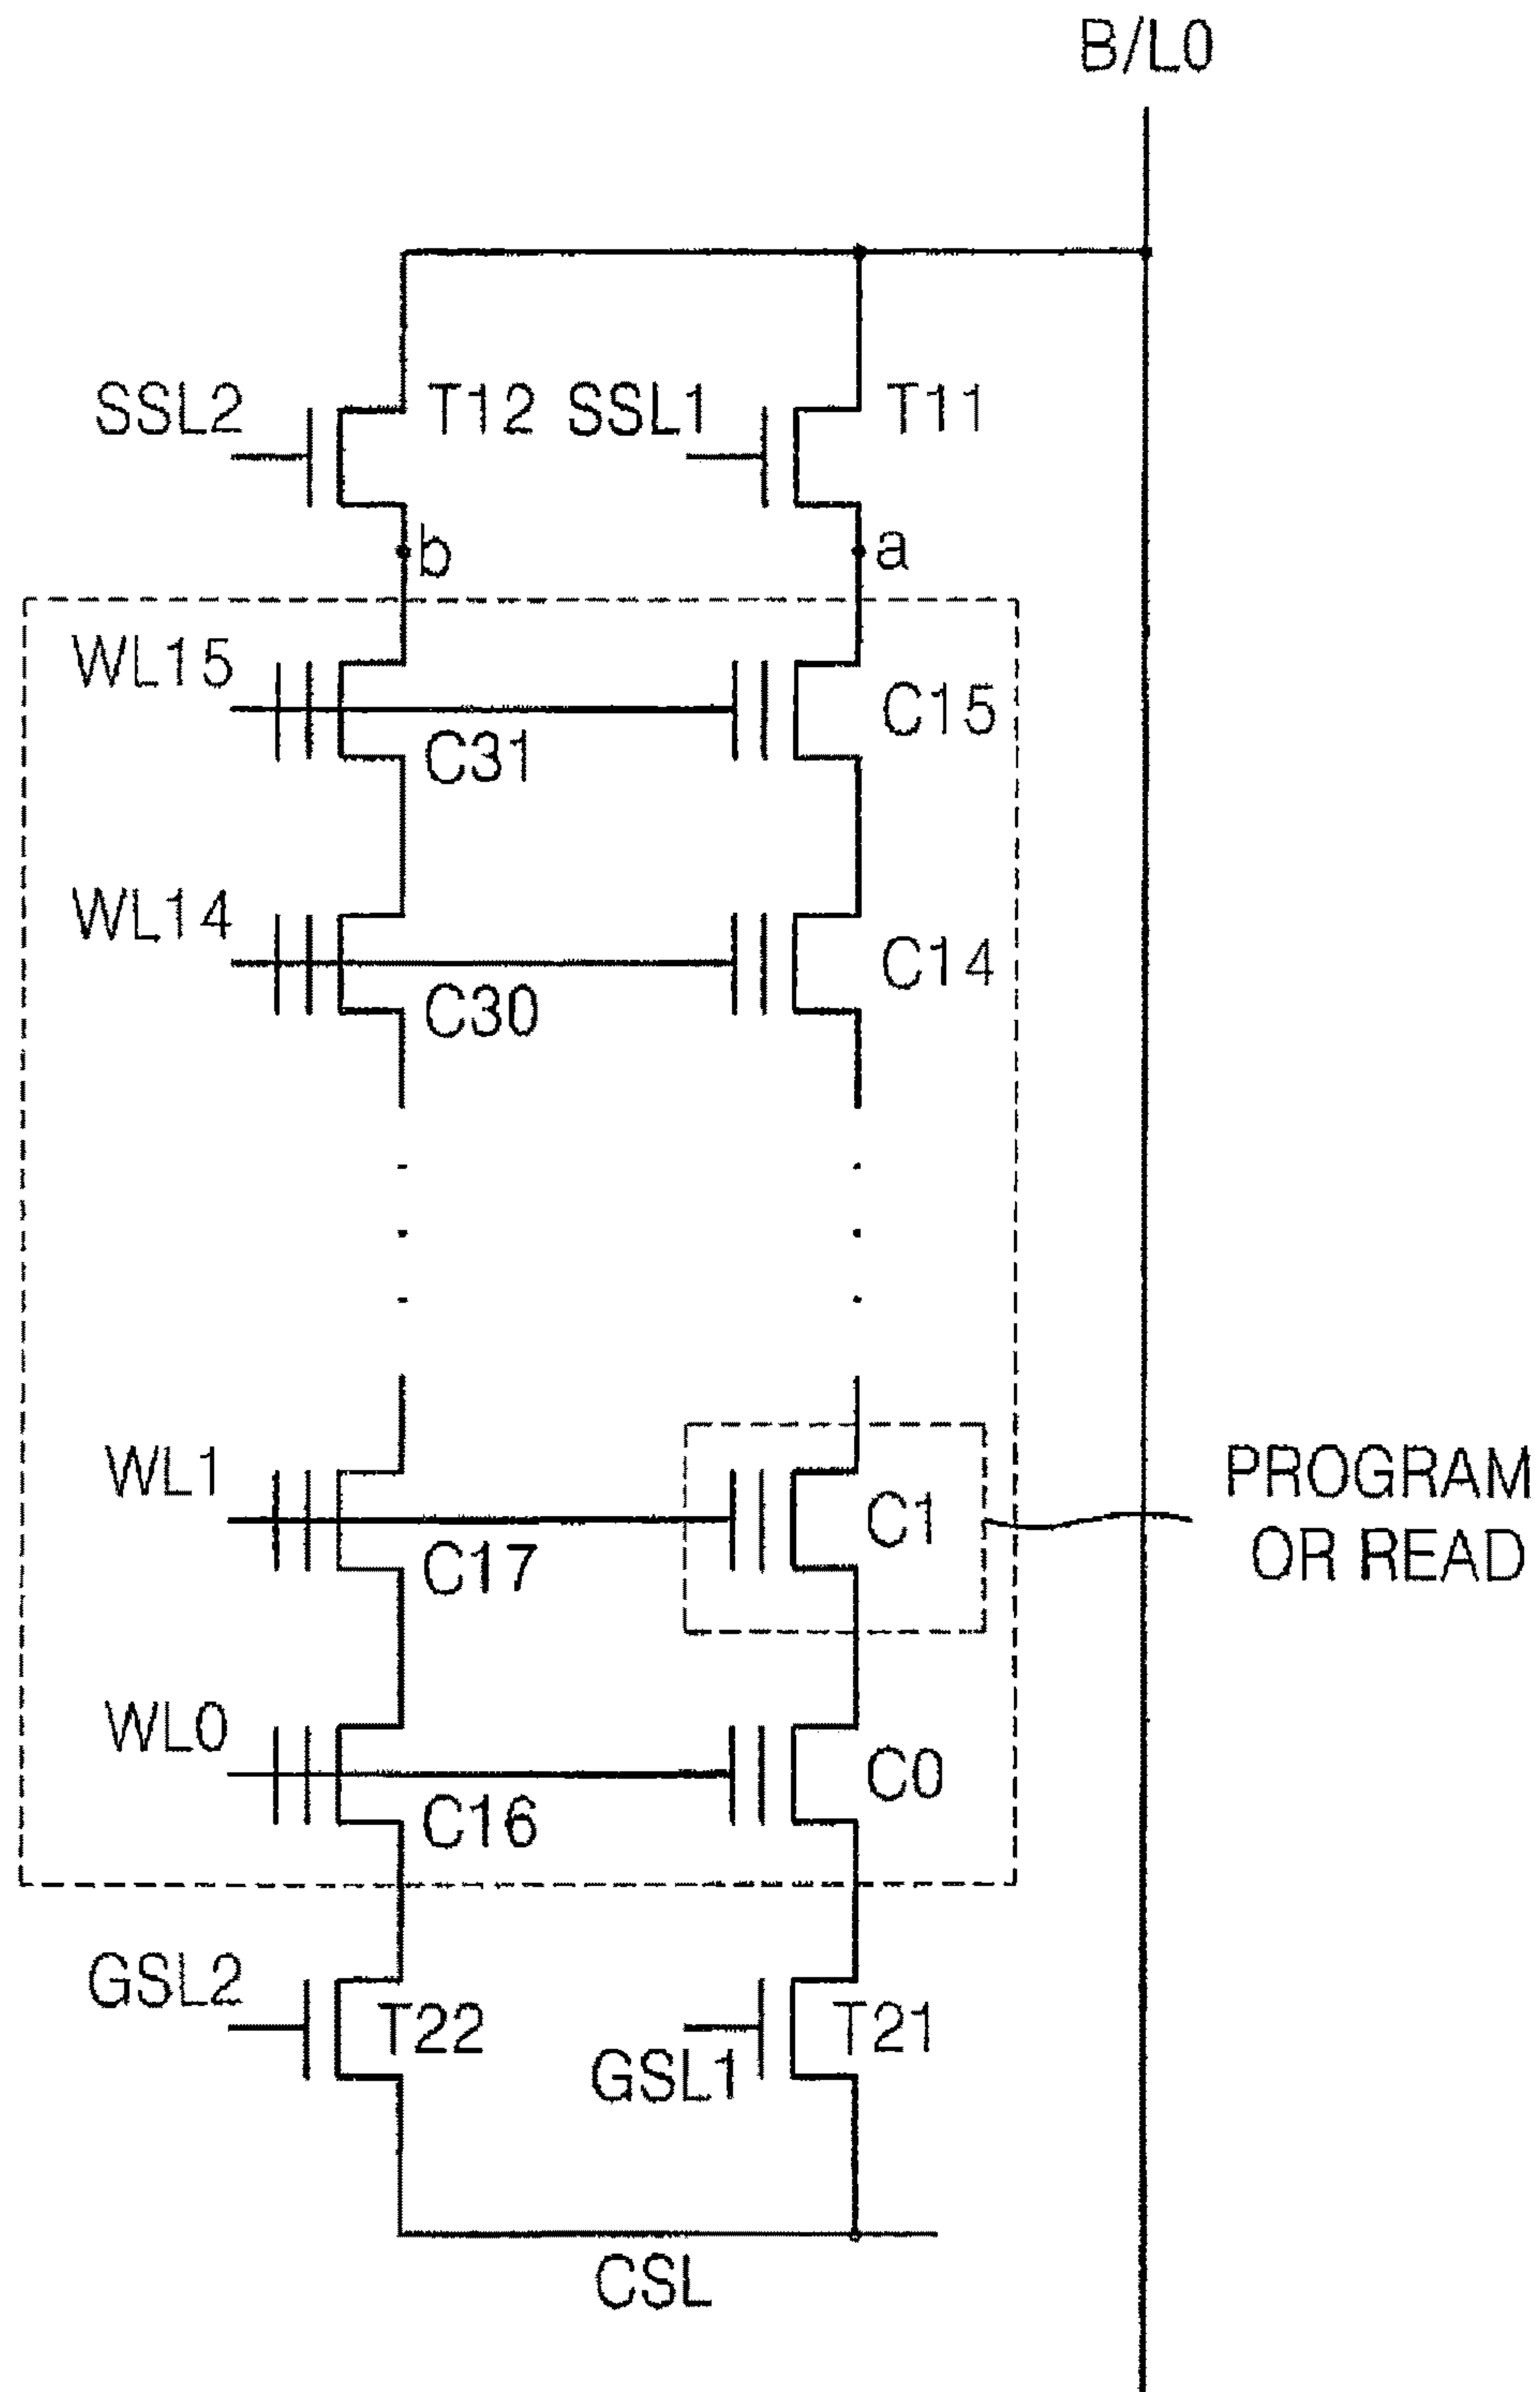 B/L0
SSL2
T12
SSL1
T11
b
a
WL15
C31
C15
WL14
C30
C14
WL1
C17
C1
PROGRAM
OR READ
WL0
C16
C0
GSL2
T22
GSL1
T21
CSL